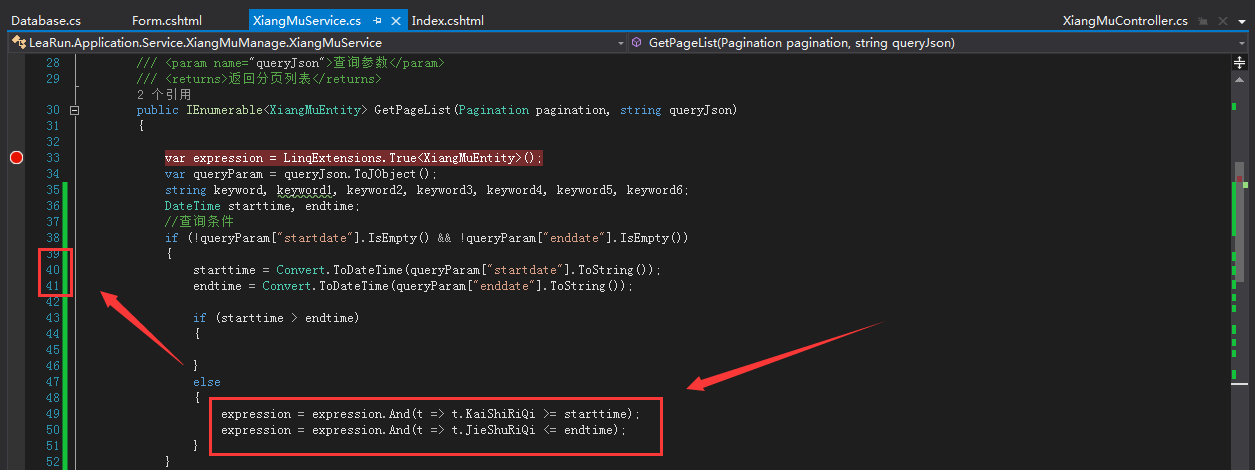 Database.cs Form.cshtml XiangMuService.cs Index.cshtml XiangMuController.cs
LeaRun.Application.Service.XiangMuManage.XiangMuService GetPageList(Pagination pagination, string queryJson)
28 /// <param name="queryJson">查询参数</param>
29 /// <returns>返回分页列表</returns>
2 个引用
30 public IEnumerable<XiangMuEntity> GetPageList(Pagination pagination, string queryJson)
31 {
32
33 var expression = LinqExtensions.True<XiangMuEntity>();
34 var queryParam = queryJson.ToJObject();
35 string keyword, keyword1, keyword2, keyword3, keyword4, keyword5, keyword6;
36 DateTime starttime, endtime;
37 //查询条件
38 if (!queryParam["startdate"].IsEmpty() && !queryParam["enddate"].IsEmpty())
39 {
40 starttime = Convert.ToDateTime(queryParam["startdate"].ToString());
41 endtime = Convert.ToDateTime(queryParam["enddate"].ToString());
42
43 if (starttime > endtime)
44 {
45
46 }
47 else
48 {
49 expression = expression.And(t => t.KaiShiRiQi >= starttime);
50 expression = expression.And(t => t.JieShuRiQi <= endtime);
51 }
52 }